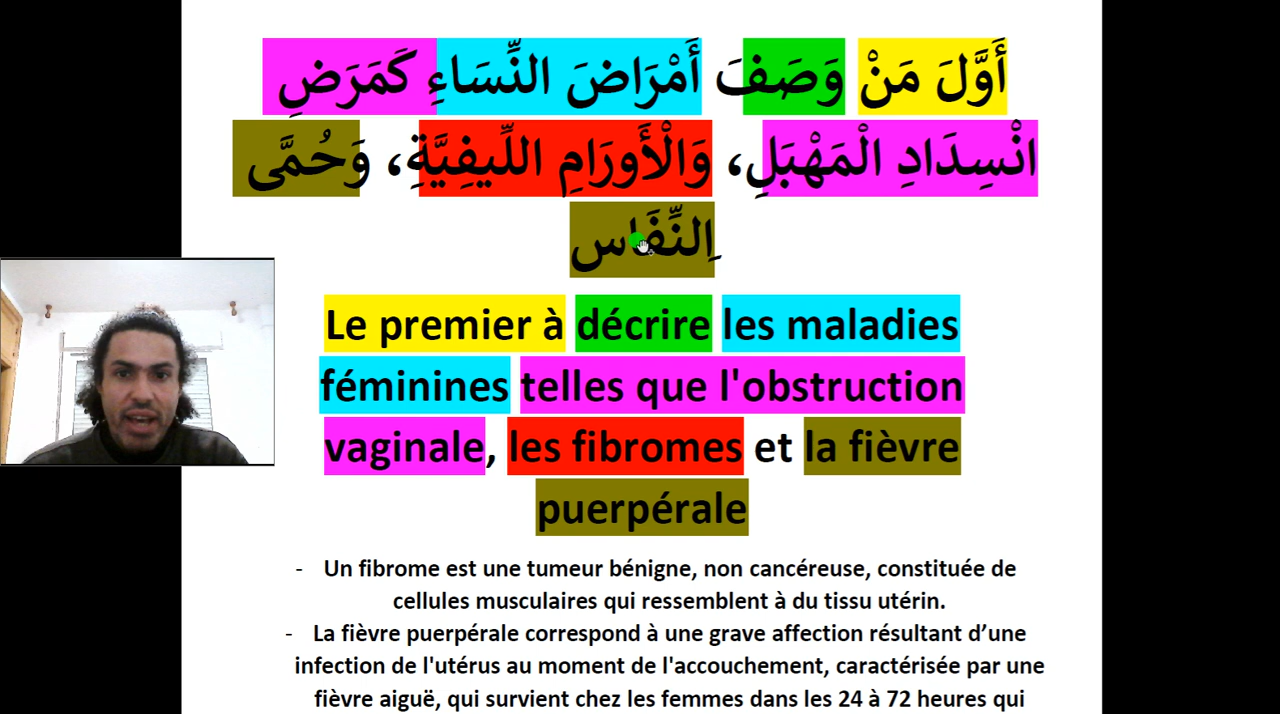 أَوَّلَ مَنْ وَصَفَ أَمْرَاضَ النِّسَاءِ كَمَرَضِ
انْسِدَادِ الْمَهْبَلِ، وَالْأَورَامِ اللِّيفِيَّةِ، وَحُمَّى
اِلنِّفَاس
Le premier à décrire les maladies
féminines telles que l'obstruction
vaginale, les fibromes et la fièvre
puerpérale
- Un fibrome est une tumeur bénigne, non cancéreuse, constituée de
cellules musculaires qui ressemblent à du tissu utérin.
- La fièvre puerpérale correspond à une grave affection résultant d’une
infection de l'utérus au moment de l'accouchement, caractérisée par une
fièvre aiguë, qui survient chez les femmes dans les 24 à 72 heures qui